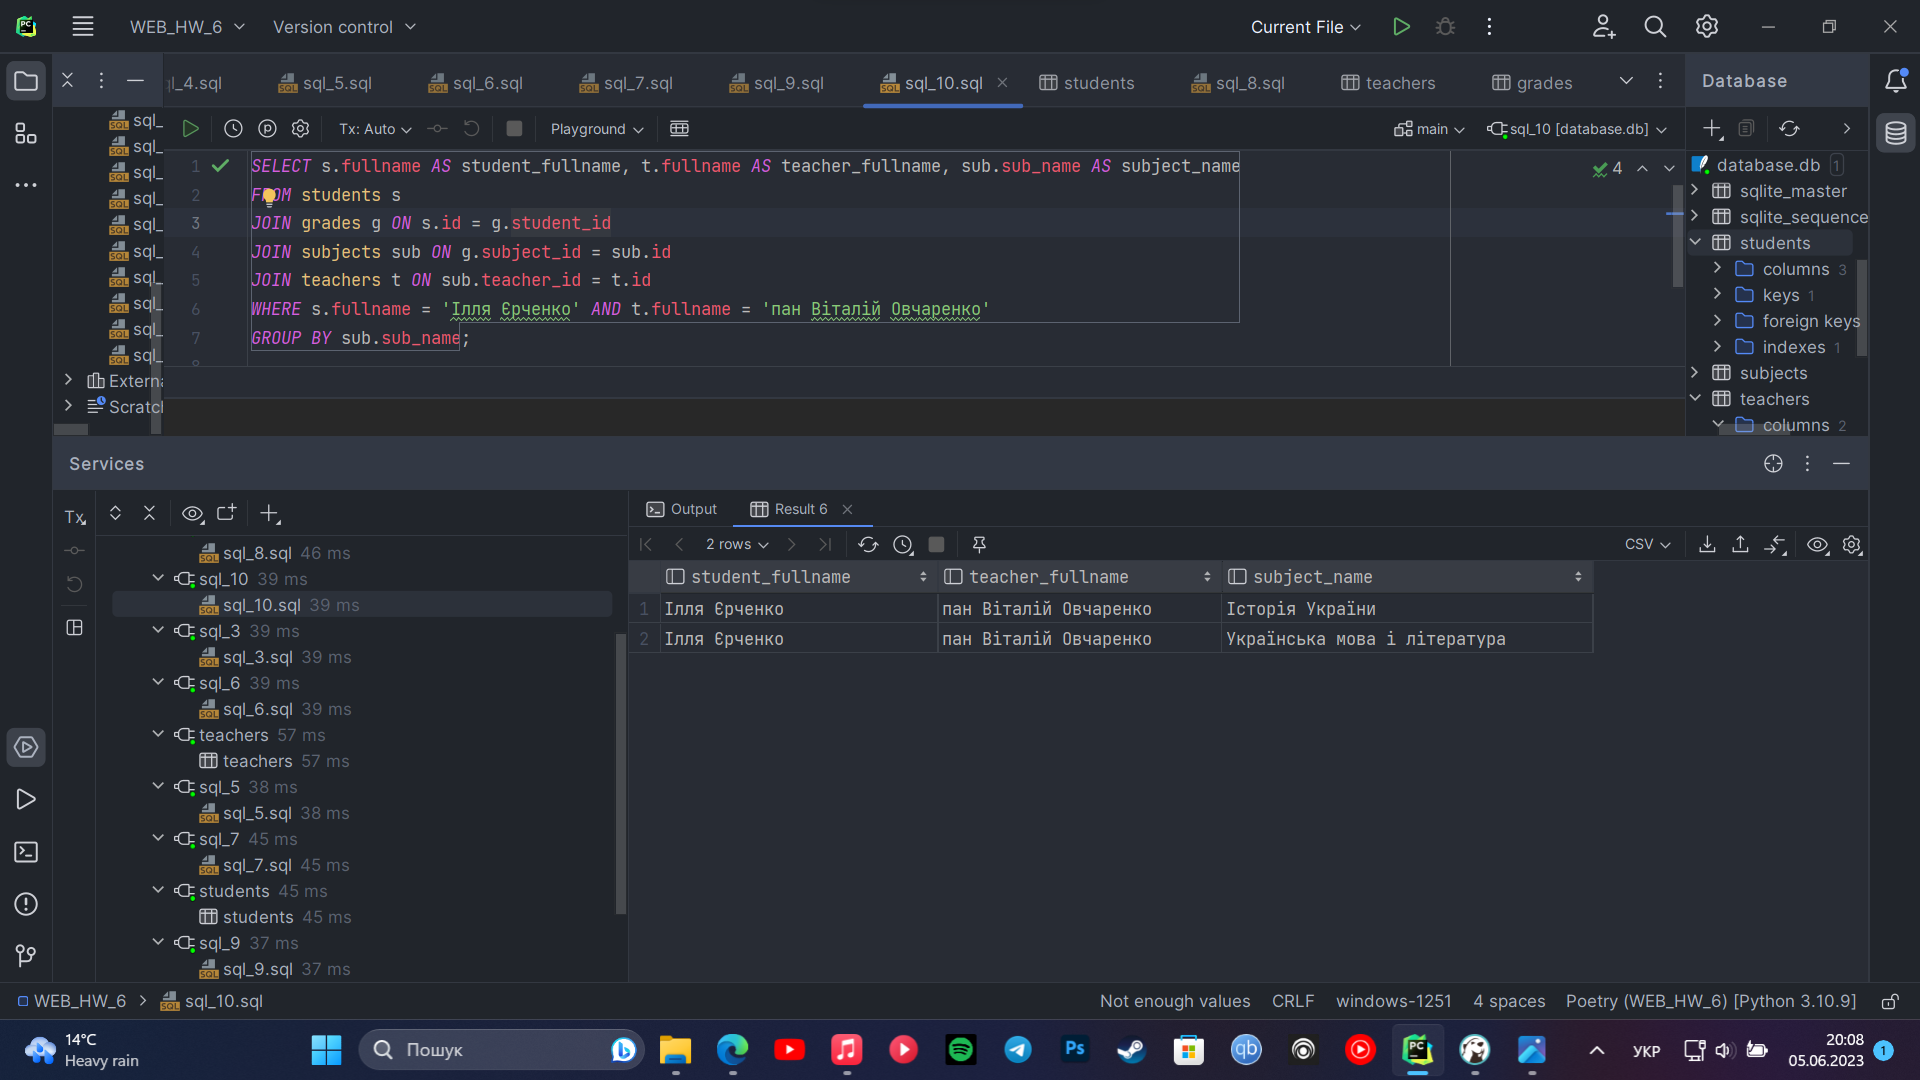 WEB_HW_6 Version control Current File
l_4.sql sql_5.sql sql_6.sql sql_7.sql sql_9.sql sql_10.sql students sql_8.sql teachers grades Database
Tx: Auto Playground main sql_10 [database.db]
sql_
sql_
sql_
sql_
sql_
sql_
sql_
sql_
sql_
sql_
Externa
Scratcl
1 SELECT s.fullname AS student_fullname, t.fullname AS teacher_fullname, sub.sub_name AS subject_name
2 FROM students s
3 JOIN grades g ON s.id = g.student_id
4 JOIN subjects sub ON g.subject_id = sub.id
5 JOIN teachers t ON sub.teacher_id = t.id
6 WHERE s.fullname = 'Ілля Єрченко' AND t.fullname = 'пан Віталій Овчаренко'
7 GROUP BY sub.sub_name;
8
4
database.db 1
sqlite_master
sqlite_sequence
students
columns 3
keys 1
foreign keys
indexes 1
subjects
teachers
columns 2
Services
Tx
sql_8.sql 46 ms
sql_10 39 ms
sql_10.sql 39 ms
sql_3 39 ms
sql_3.sql 39 ms
sql_6 39 ms
sql_6.sql 39 ms
teachers 57 ms
teachers 57 ms
sql_5 38 ms
sql_5.sql 38 ms
sql_7 45 ms
sql_7.sql 45 ms
students 45 ms
students 45 ms
sql_9 37 ms
sql_9.sql 37 ms
Output Result 6
2 rows CSV
student_fullname teacher_fullname subject_name
1 Ілля Єрченко пан Віталій Овчаренко Історія України
2 Ілля Єрченко пан Віталій Овчаренко Українська мова і література
WEB_HW_6 sql_10.sql Not enough values CRLF windows-1251 4 spaces Poetry (WEB_HW_6) [Python 3.10.9]
14°C
Heavy rain
Пошук
Ps
qb
PC
УКР
20:08
05.06.2023
1